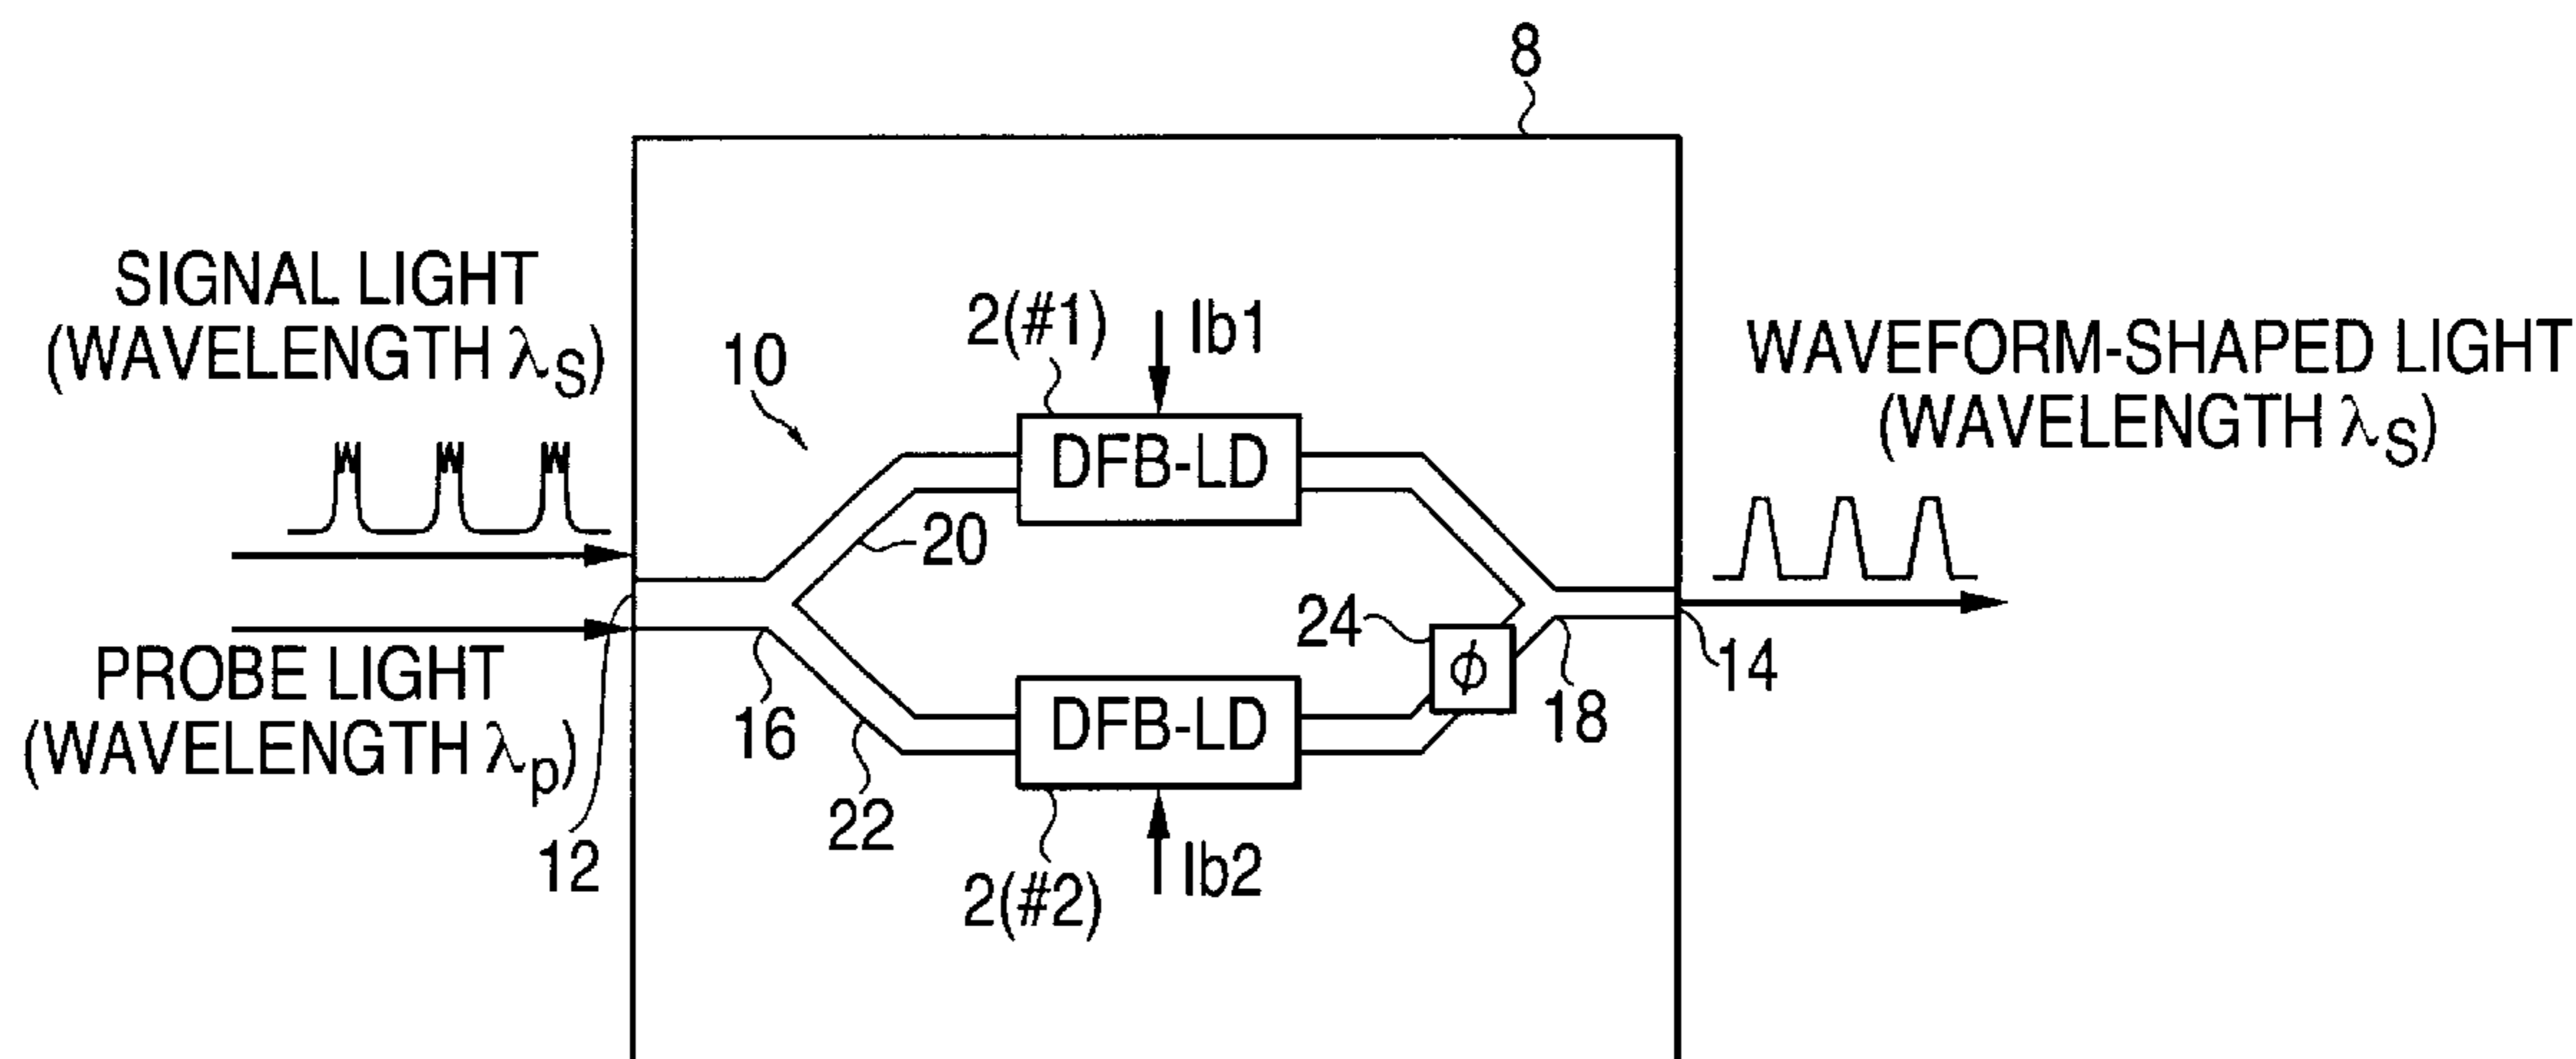 8
SIGNAL LIGHT
(WAVELENGTH λS)
2(#1)
Ib1
10
WAVEFORM-SHAPED LIGHT
(WAVELENGTH λS)
DFB-LD
20
PROBE LIGHT
(WAVELENGTH λp)
24
ϕ
14
16
DFB-LD
18
22
12
2(#2)
Ib2